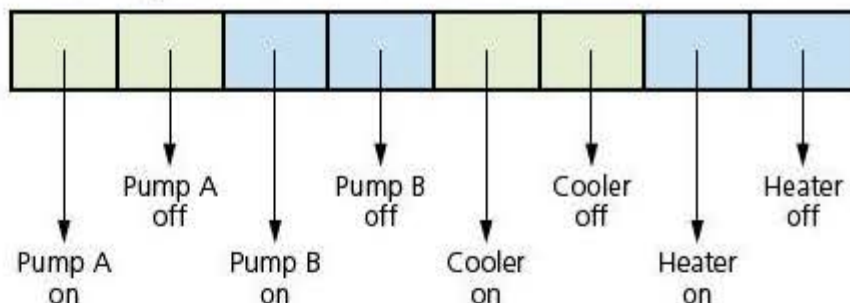 Pump A
off
Pump B
off
Cooler
off
Heater
off
Pump A
on
Pump B
on
Cooler
on
Heater
on